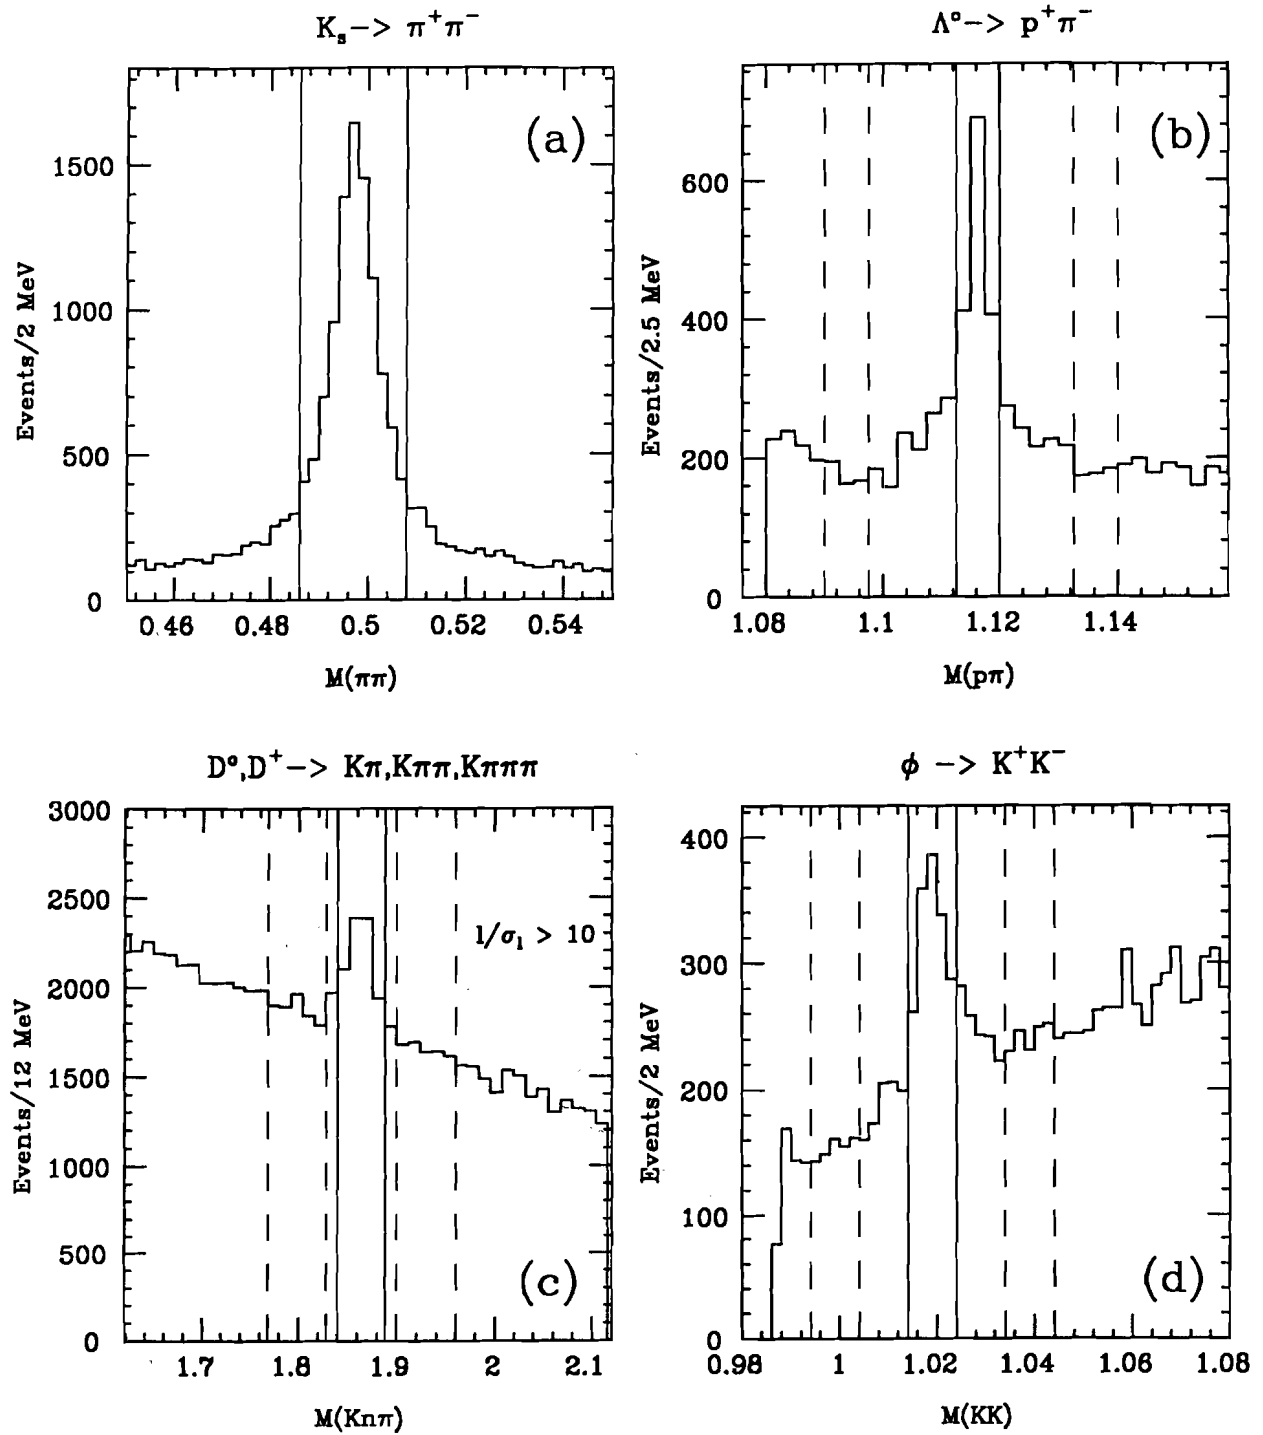 K_s -> π⁺π⁻
(a)
1500
1000
500
0
Events/2 MeV
0.46 0.48 0.5 0.52 0.54
M(ππ)
Λ° -> p⁺π⁻
(b)
600
400
200
0
Events/2.5 MeV
1.08 1.1 1.12 1.14
M(pπ)
D°,D⁺ -> Kπ,Kππ,Kπππ
3000
2500
2000
1500
1000
500
0
l/σ_l > 10
(c)
Events/12 MeV
1.7 1.8 1.9 2 2.1
M(Knπ)
φ -> K⁺K⁻
400
300
200
100
0
(d)
Events/2 MeV
0.98 1 1.02 1.04 1.06 1.08
M(KK)